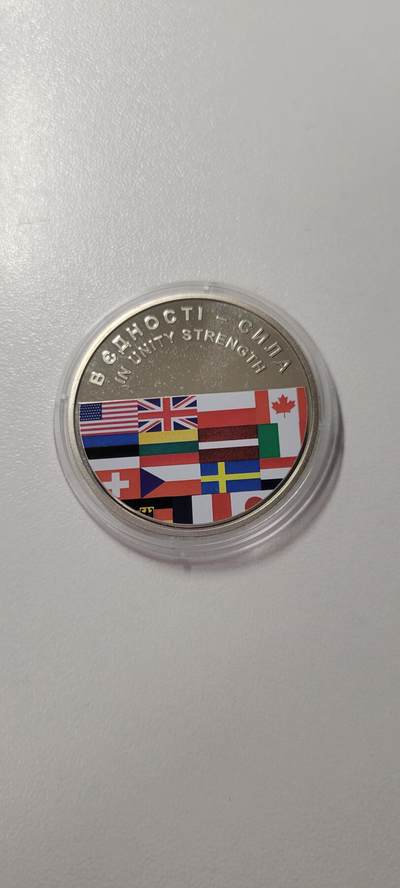 В ЄДНОСТІ – СИЛА
IN UNITY STRENGTH